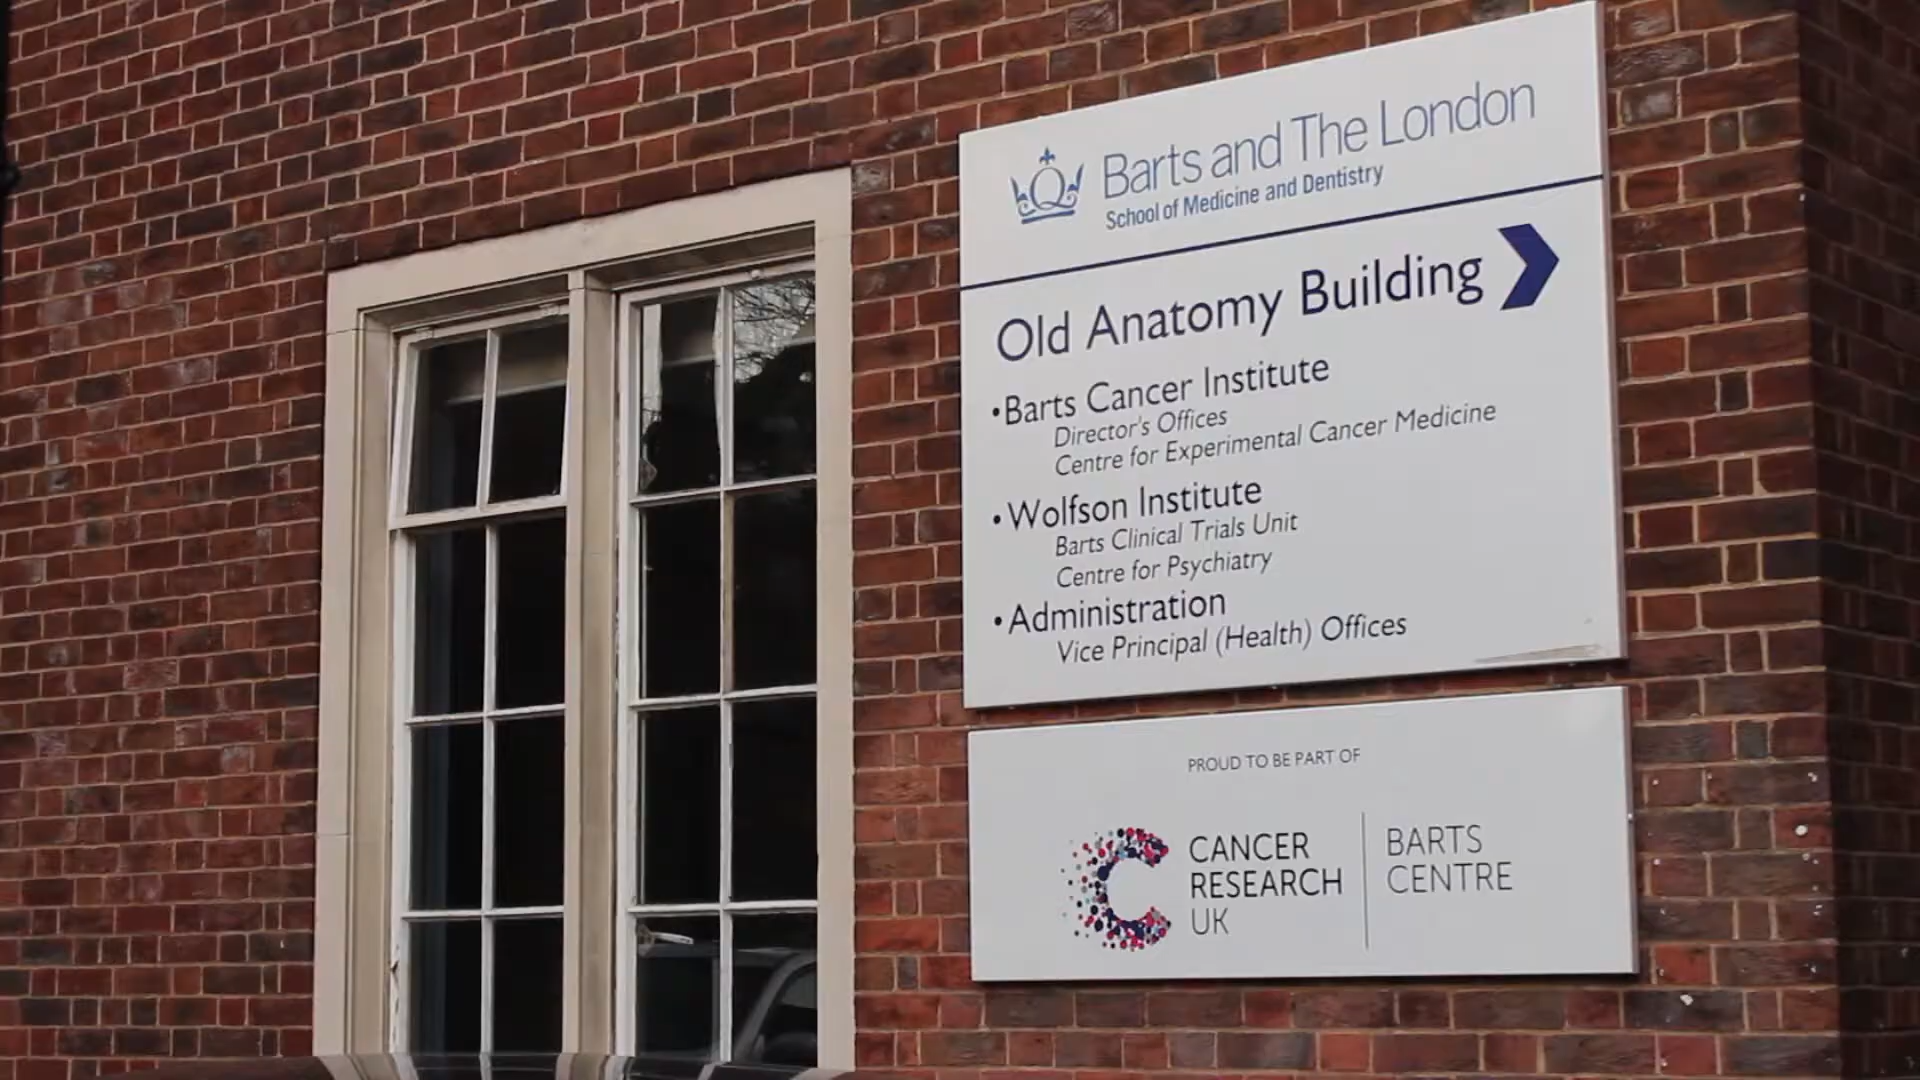 Barts and The London
School of Medicine and Dentistry
Old Anatomy Building
•Barts Cancer Institute
Director's Offices
Centre for Experimental Cancer Medicine
•Wolfson Institute
Barts Clinical Trials Unit
Centre for Psychiatry
•Administration
Vice Principal (Health) Offices
PROUD TO BE PART OF
CANCER
RESEARCH
UK
BARTS
CENTRE